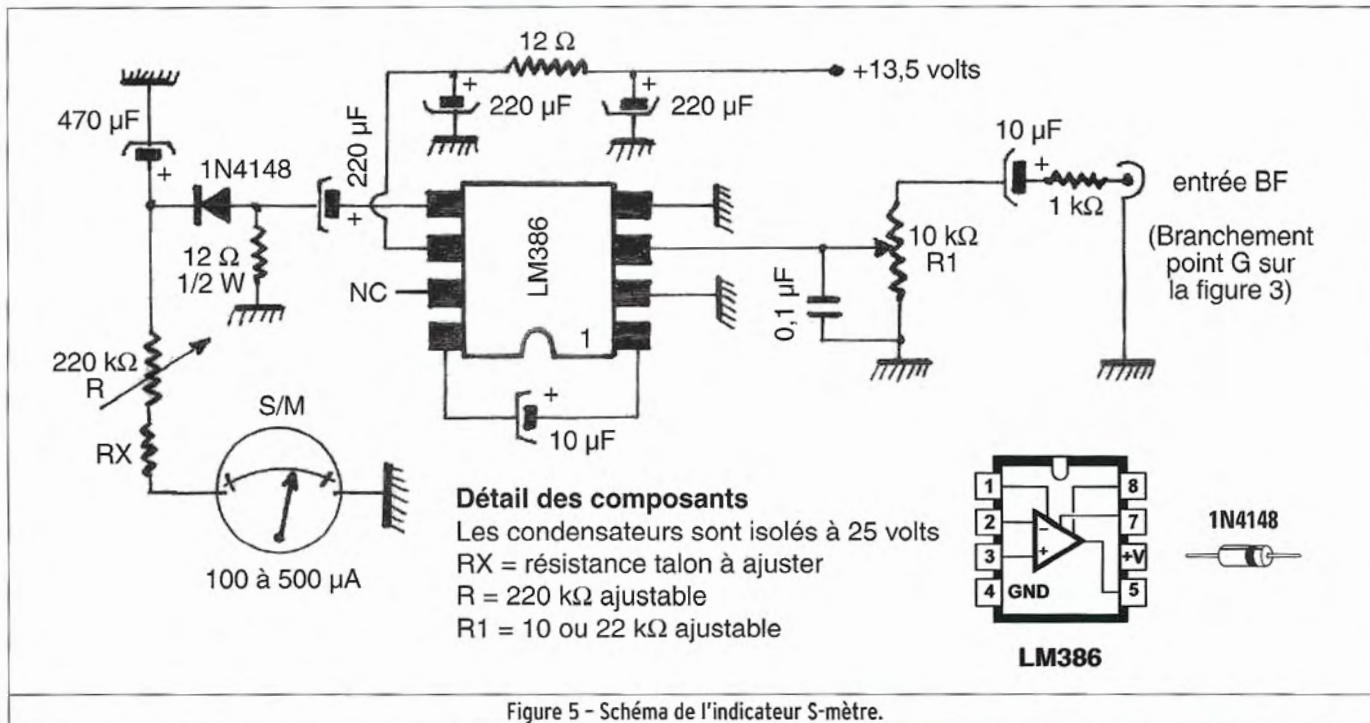 12 Ω
+13,5 volts
470 µF
+
+
220 µF
+
220 µF
220 µF
+
10 µF
+
1N4148
1 kΩ
entrée BF
(Branchement
point G sur
la figure 3)
12 Ω
1/2 W
NC
LM386
1
10 kΩ
R1
0,1 µF
220 kΩ
R
RX
S/M
100 à 500 µA
+
10 µF
Détail des composants
Les condensateurs sont isolés à 25 volts
RX = résistance talon à ajuster
R = 220 kΩ ajustable
R1 = 10 ou 22 kΩ ajustable
1 8
2 − 7
3 + +V
4 GND 5
LM386
1N4148
Figure 5 – Schéma de l'indicateur S-mètre.